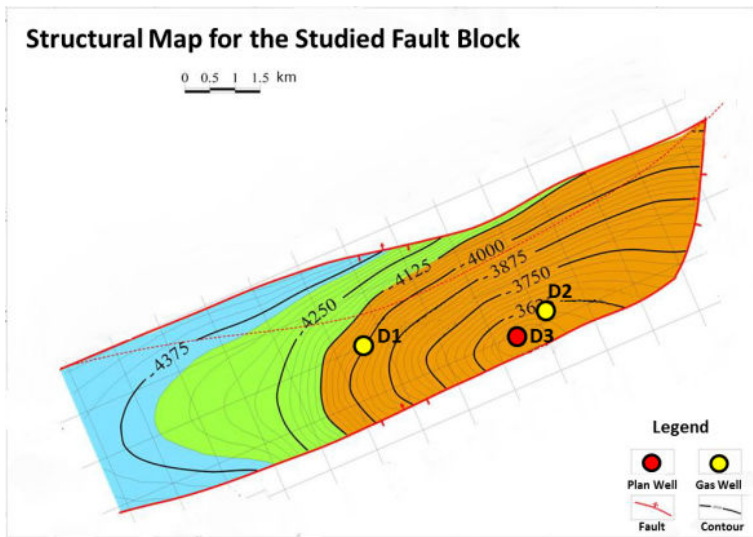 Structural Map for the Studied Fault Block
0 0.5 1 1.5 km
-4000
-4125
-3875
-4250
-3750
D2
D1
D3
-4375
Legend
Plan Well
Gas Well
Fault
Contour